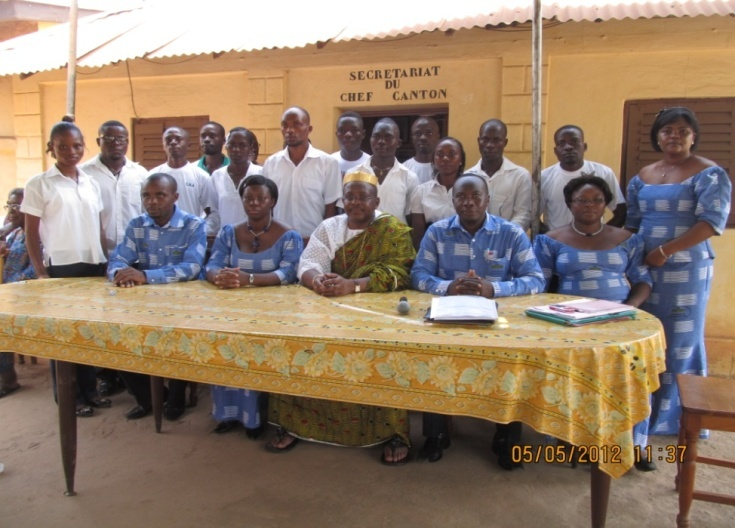 SECRETARIAT
DU
CHEF CANTON
05/05/2012 11:37